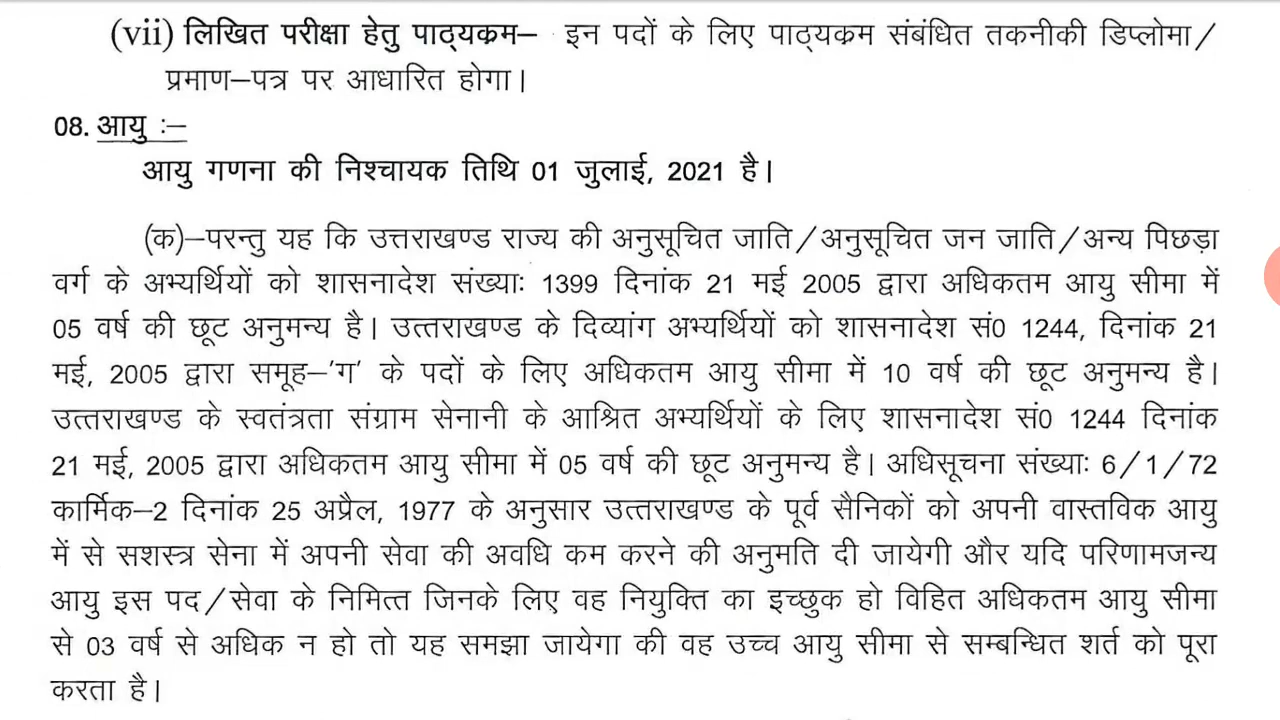 (vii) लिखित परीक्षा हेतु पाठ्यक्रम– इन पदों के लिए पाठ्यक्रम संबंधित तकनीकी डिप्लोमा/
प्रमाण–पत्र पर आधारित होगा।
08. आयु :–
आयु गणना की निश्चायक तिथि 01 जुलाई, 2021 है।
(क)–परन्तु यह कि उत्तराखण्ड राज्य की अनुसूचित जाति/अनुसूचित जन जाति/अन्य पिछड़ा
वर्ग के अभ्यर्थियों को शासनादेश संख्याः 1399 दिनांक 21 मई 2005 द्वारा अधिकतम आयु सीमा में
05 वर्ष की छूट अनुमन्य है। उत्तराखण्ड के दिव्यांग अभ्यर्थियों को शासनादेश सं0 1244, दिनांक 21
मई, 2005 द्वारा समूह–'ग' के पदों के लिए अधिकतम आयु सीमा में 10 वर्ष की छूट अनुमन्य है।
उत्तराखण्ड के स्वतंत्रता संग्राम सेनानी के आश्रित अभ्यर्थियों के लिए शासनादेश सं0 1244 दिनांक
21 मई, 2005 द्वारा अधिकतम आयु सीमा में 05 वर्ष की छूट अनुमन्य है। अधिसूचना संख्याः 6/1/72
कार्मिक–2 दिनांक 25 अप्रैल, 1977 के अनुसार उत्तराखण्ड के पूर्व सैनिकों को अपनी वास्तविक आयु
में से सशस्त्र सेना में अपनी सेवा की अवधि कम करने की अनुमति दी जायेगी और यदि परिणामजन्य
आयु इस पद/सेवा के निमित्त जिनके लिए वह नियुक्ति का इच्छुक हो विहित अधिकतम आयु सीमा
से 03 वर्ष से अधिक न हो तो यह समझा जायेगा की वह उच्च आयु सीमा से सम्बन्धित शर्त को पूरा
करता है।